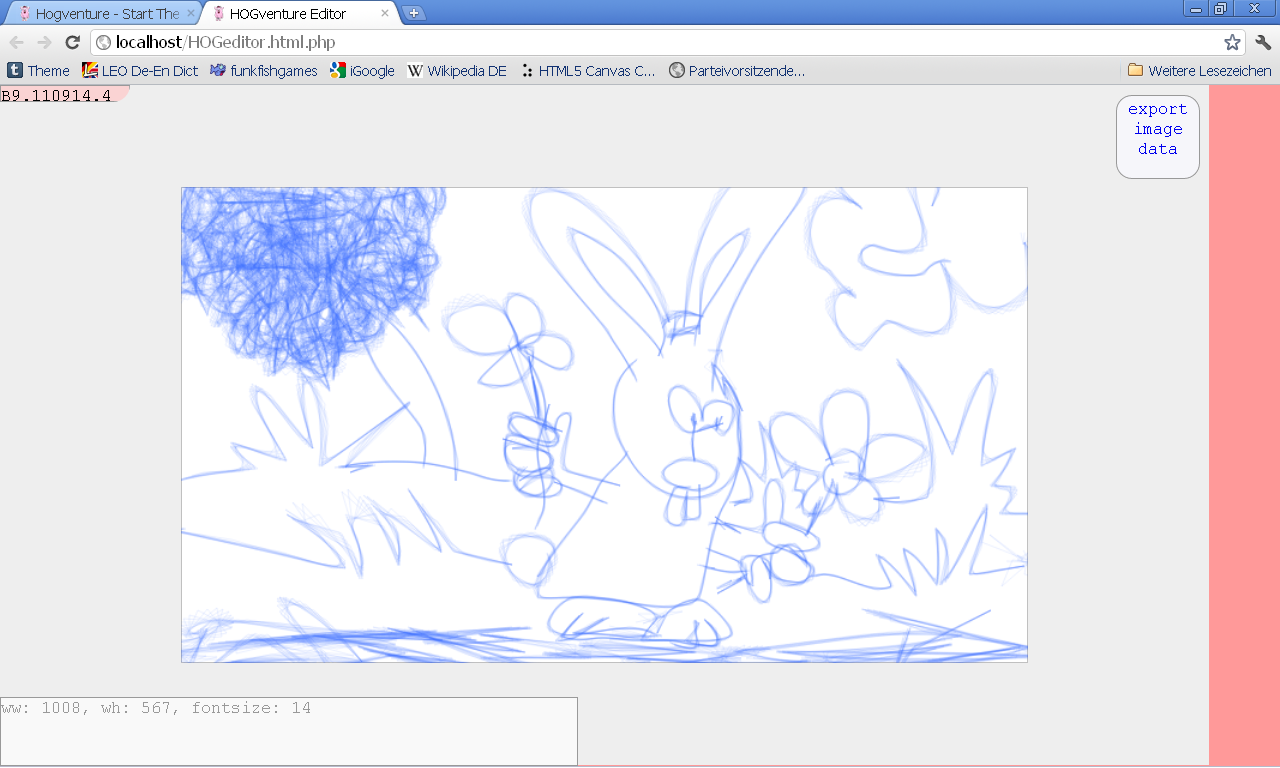 Hogventure - Start The
HOGventure Editor
localhost/HOGeditor.html.php
Theme
LEO De-En Dict
funkfishgames
iGoogle
Wikipedia DE
HTML5 Canvas C...
Parteivorsitzende...
Weitere Lesezeichen
B9.110914.4
export
image
data
ww: 1008, wh: 567, fontsize: 14